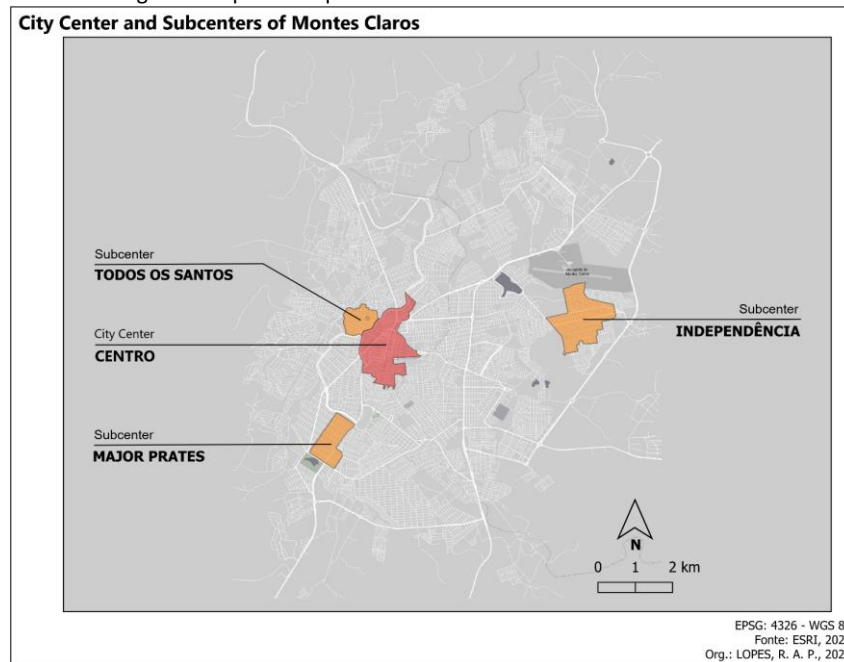 City Center and Subcenters of Montes Claros
Subcenter
TODOS OS SANTOS
City Center
CENTRO
Subcenter
INDEPENDÊNCIA
Subcenter
MAJOR PRATES
N
0 1 2 km
EPSG: 4326 - WGS 8
Fonte: ESRI, 202
Org.: LOPES, R. A. P., 202